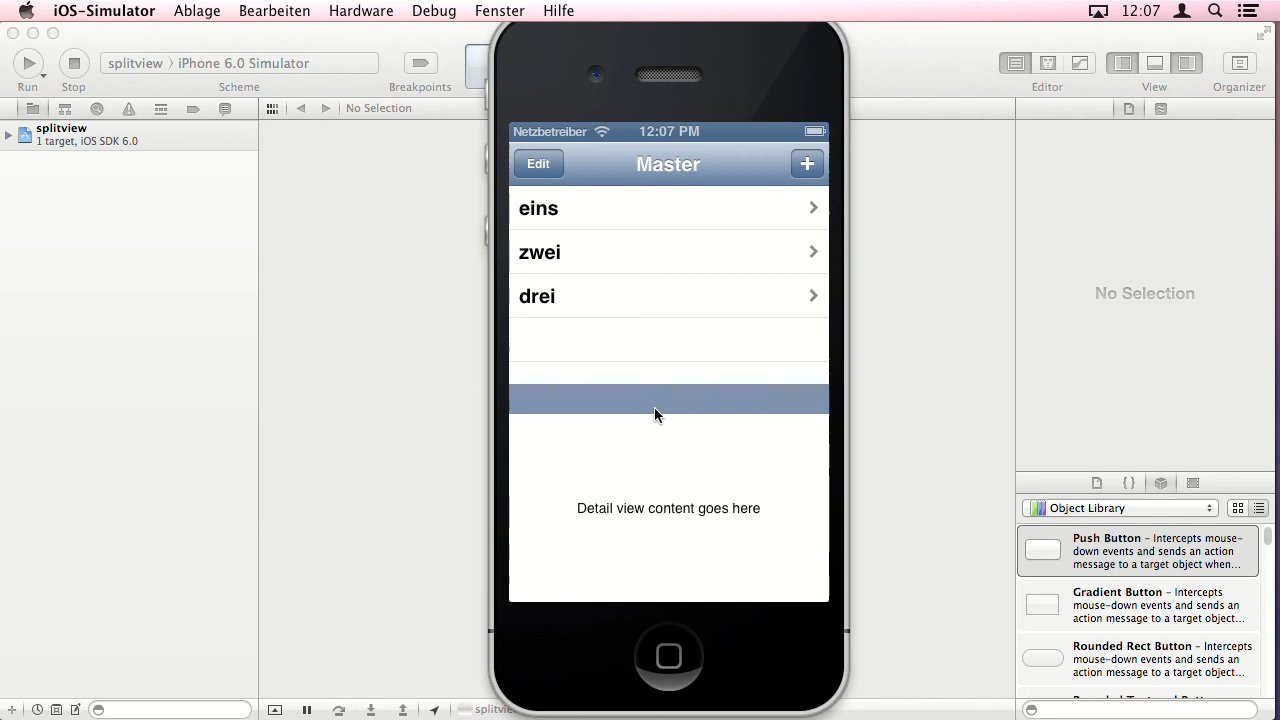 iOS-Simulator Ablage Bearbeiten Hardware Debug Fenster Hilfe 12:07
splitview iPhone 6.0 Simulator
Run Stop Scheme Breakpoints Editor View Organizer
No Selection
splitview
1 target, iOS SDK 6.0
Netzbetreiber 12:07 PM
Edit Master +
eins
zwei
drei
Detail view content goes here
No Selection
{ }
Object Library
Push Button – Intercepts mouse-
down events and sends an action
message to a target object when...
Gradient Button – Intercepts
mouse-down events and sends an
action message to a target object...
Rounded Rect Button – Intercepts
mouse-down events and sends an
action message to a target object...